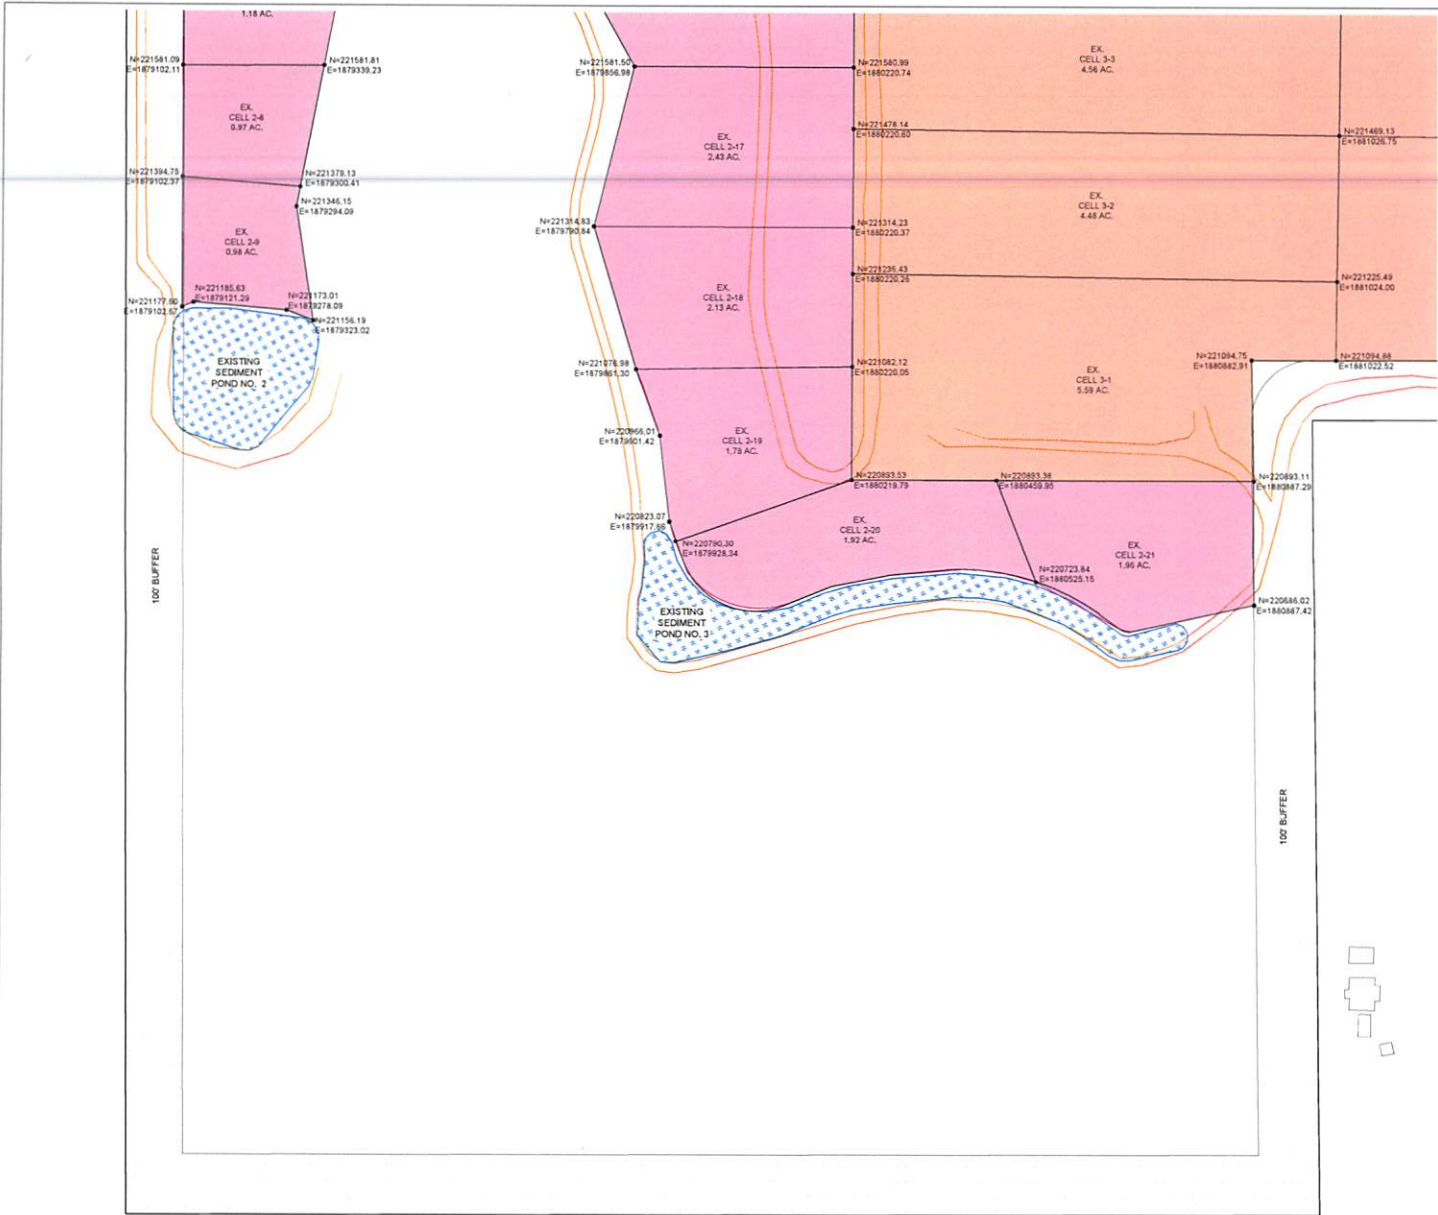 1.18 AC.
N=221581.09
E=1879102.11
N=221581.81
E=1879339.23
EX.
CELL 2-8
0.97 AC.
N=221394.75
E=1879102.37
N=221379.13
E=1879300.41
N=221346.15
E=1879294.09
EX.
CELL 2-9
0.98 AC.
N=221185.63
E=1879121.29
N=221177.90
E=1879102.67
N=221173.01
E=1879278.09
N=221156.19
E=1879323.02
EXISTING
SEDIMENT
POND NO. 2
N=221581.50
E=1879856.98
N=221580.99
E=1880220.74
EX.
CELL 3-3
4.56 AC.
N=221478.14
E=1880220.60
N=221469.13
E=1881026.75
EX.
CELL 2-17
2.43 AC.
EX.
CELL 3-2
4.48 AC.
N=221314.83
E=1879790.84
N=221314.23
E=1880220.37
N=221236.43
E=1880220.26
N=221225.49
E=1881024.00
EX.
CELL 2-18
2.13 AC.
N=221076.98
E=1879861.30
N=221082.12
E=1880220.05
N=221094.75
E=1880882.91
N=221094.88
E=1881022.52
EX.
CELL 3-1
5.59 AC.
N=220966.01
E=1879901.42
EX.
CELL 2-19
1.78 AC.
N=220893.53
E=1880219.79
N=220893.38
E=1880459.95
N=220893.11
E=1880887.29
N=220823.07
E=1879917.66
N=220790.30
E=1879928.34
EX.
CELL 2-20
1.92 AC.
EX.
CELL 2-21
1.96 AC.
N=220723.84
E=1880525.15
N=220686.02
E=1880887.42
EXISTING
SEDIMENT
POND NO. 3
100' BUFFER
100' BUFFER